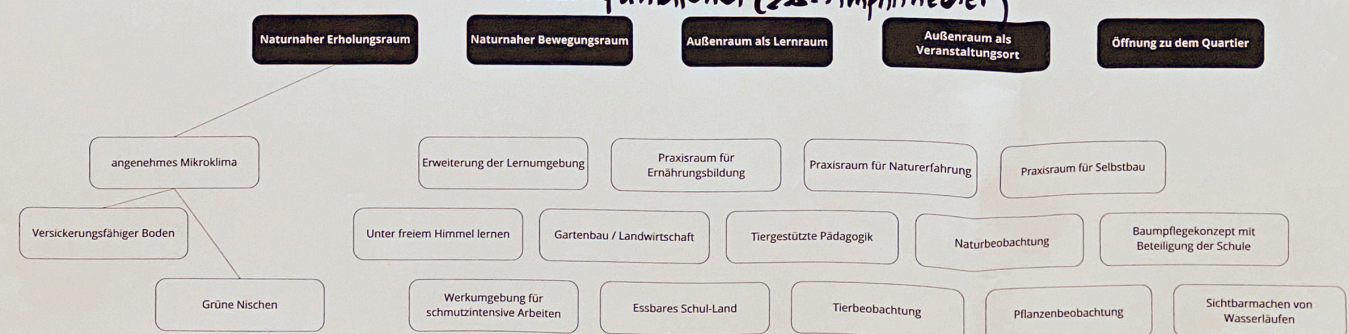 Naturnaher Erholungsraum
Naturnaher Bewegungsraum
Außenraum als Lernraum
Außenraum als
Veranstaltungsort
Öffnung zu dem Quartier
angenehmes Mikroklima
Erweiterung der Lernumgebung
Praxisraum für
Ernährungsbildung
Praxisraum für Naturerfahrung
Praxisraum für Selbstbau
Versickerungsfähiger Boden
Unter freiem Himmel lernen
Gartenbau / Landwirtschaft
Tiergestützte Pädagogik
Naturbeobachtung
Baumpflegekonzept mit
Beteiligung der Schule
Grüne Nischen
Werkumgebung für
schmutzintensive Arbeiten
Essbares Schul-Land
Tierbeobachtung
Pflanzenbeobachtung
Sichtbarmachen von
Wasserläufen